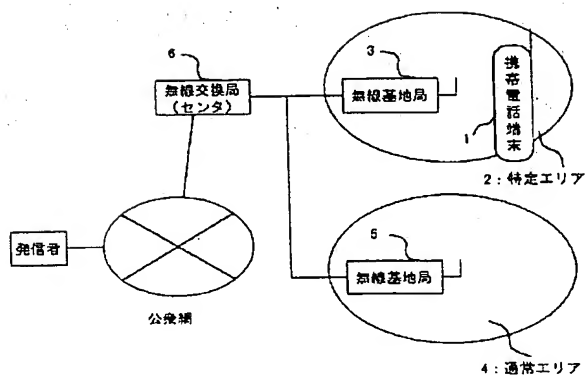 6
無線交換局
(センタ)
3
無線基地局
携帯電話端末
1
2：特定エリア
発信者
公衆網
5
無線基地局
4：通常エリア